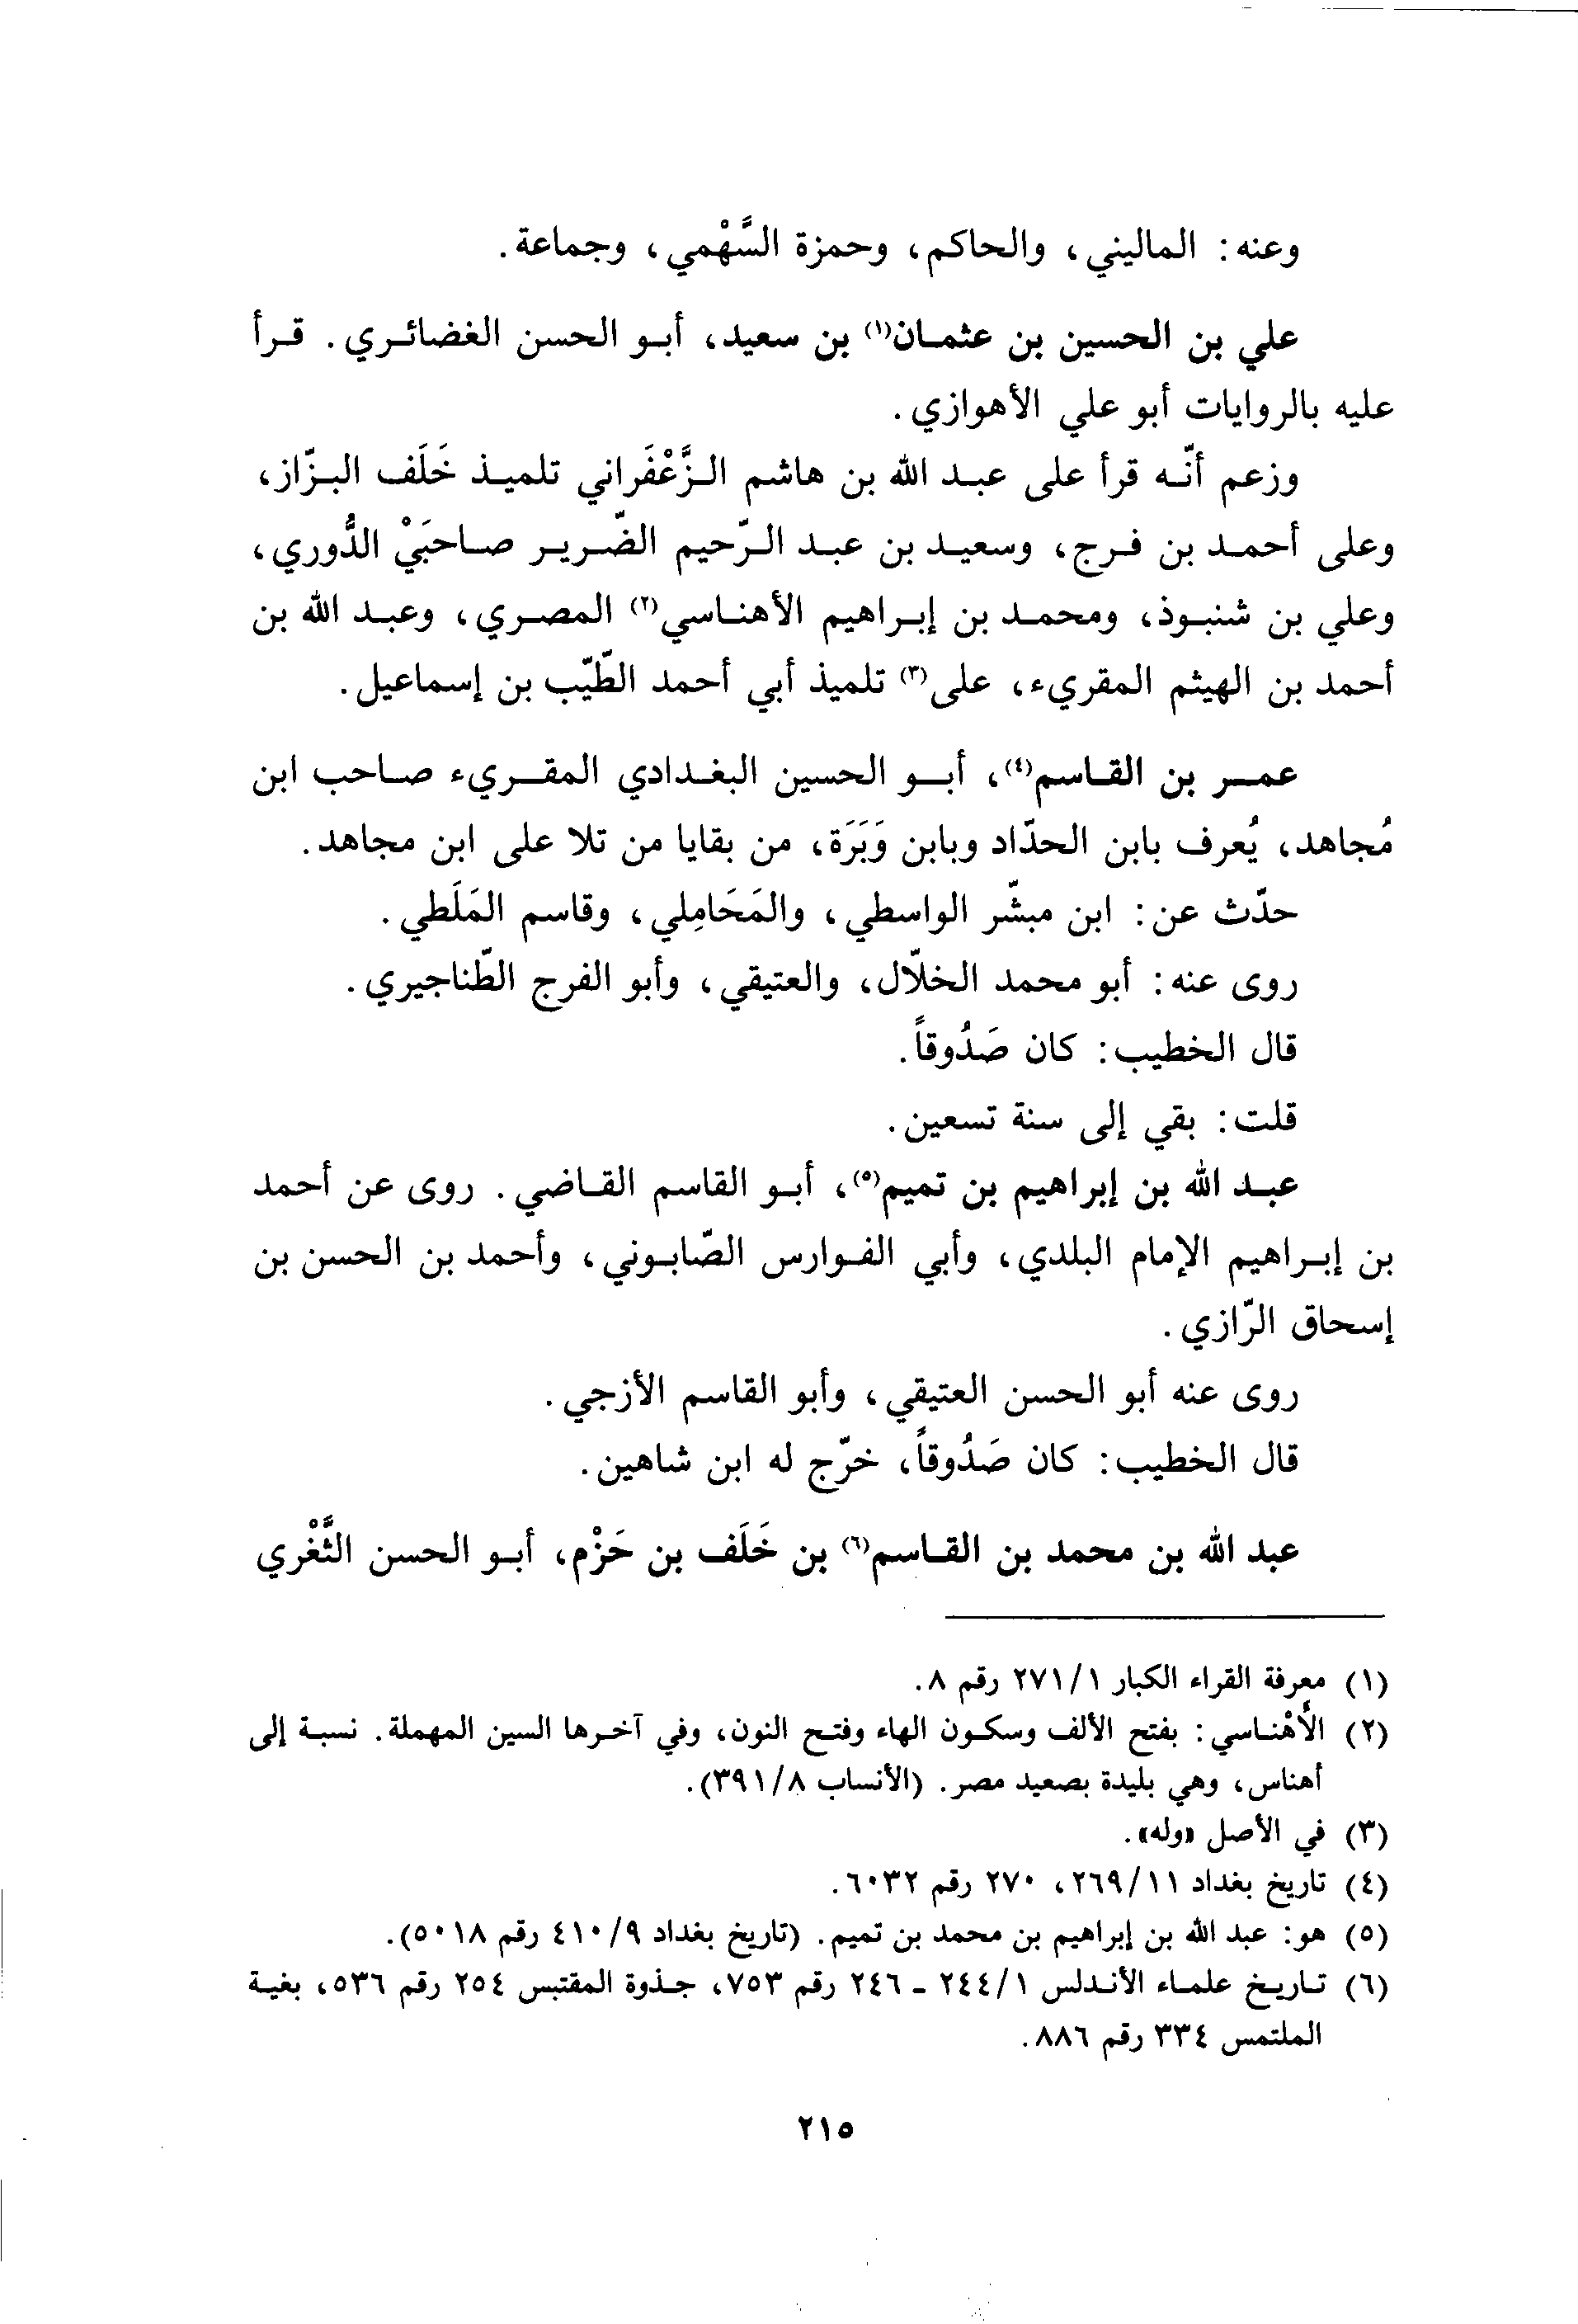 وعنه: الماليني، والحاكم، وحمزة السَّهْمي، وجماعة.
علي بن الحسين بن عثمان(١) بن سعيد، أبو الحسن الغضائري. قرأ
عليه بالروايات أبو علي الأهوازي.
وزعم أنّه قرأ على عبد الله بن هاشم الزَّعْفَراني تلميذ خَلَف البزّاز،
وعلى أحمد بن فرج، وسعيد بن عبد الرّحيم الضّرير صاحبَيْ الدُّوري،
وعلي بن شنبوذ، ومحمد بن إبراهيم الأهناسي(٢) المصري، وعبد الله بن
أحمد بن الهيثم المقريء، على(٣) تلميذ أبي أحمد الطّيّب بن إسماعيل.
عمر بن القاسم(٤)، أبو الحسين البغدادي المقريء صاحب ابن
مُجاهد، يُعرف بابن الحدّاد وبابن وَبَرَة، من بقايا من تلا على ابن مجاهد.
حدّث عن: ابن مبشّر الواسطي، والمَحَامِلي، وقاسم المَلَطي.
روى عنه: أبو محمد الخلّال، والعتيقي، وأبو الفرج الطّناجيري.
قال الخطيب: كان صَدُوقاً.
قلت: بقي إلى سنة تسعين.
عبد الله بن إبراهيم بن تميم(٥)، أبو القاسم القاضي. روى عن أحمد
بن إبراهيم الإمام البلدي، وأبي الفوارس الصّابوني، وأحمد بن الحسن بن
إسحاق الرّازي.
روى عنه أبو الحسن العتيقي، وأبو القاسم الأزجي.
قال الخطيب: كان صَدُوقاً، خرّج له ابن شاهين.
عبد الله بن محمد بن القاسم(٦) بن خَلَف بن حَزْم، أبو الحسن الثَّغْري
(١) معرفة القراء الكبار ٢٧١/١ رقم ٨.
(٢) الأَهْناسي: بفتح الألف وسكون الهاء وفتح النون، وفي آخرها السين المهملة. نسبة إلى
أهناس، وهي بليدة بصعيد مصر. (الأنساب ٣٩١/٨).
(٣) في الأصل «وله».
(٤) تاريخ بغداد ٢٦٩/١١، ٢٧٠ رقم ٦٠٣٢.
(٥) هو: عبد الله بن إبراهيم بن محمد بن تميم. (تاريخ بغداد ٤١٠/٩ رقم ٥٠١٨).
(٦) تاريخ علماء الأندلس ٢٤٤/١ - ٢٤٦ رقم ٧٥٣، جذوة المقتبس ٢٥٤ رقم ٥٣٦، بغية
الملتمس ٣٣٤ رقم ٨٨٦.
٢١٥